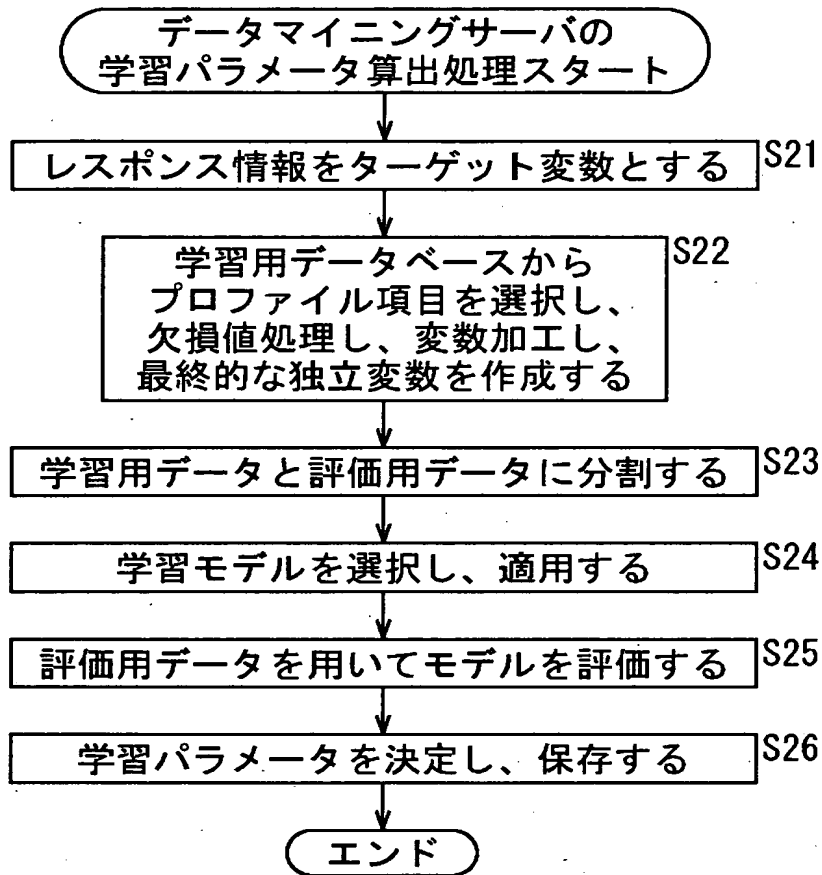 データマイニングサーバの
学習パラメータ算出処理スタート
レスポンス情報をターゲット変数とする
S21
学習用データベースから
プロファイル項目を選択し、
欠損値処理し、変数加工し、
最終的な独立変数を作成する
S22
学習用データと評価用データに分割する
S23
学習モデルを選択し、適用する
S24
評価用データを用いてモデルを評価する
S25
学習パラメータを決定し、保存する
S26
エンド